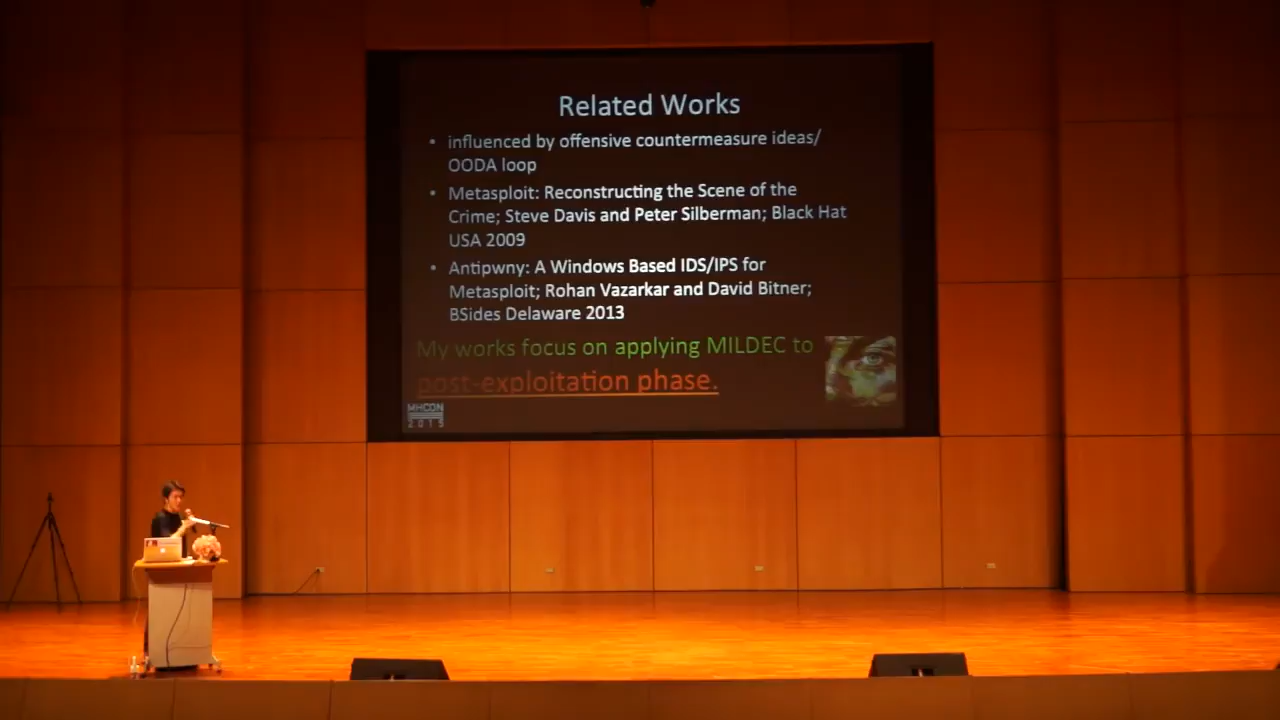 Related Works
• influenced by offensive countermeasure ideas/
OODA loop
• Metasploit: Reconstructing the Scene of the
Crime; Steve Davis and Peter Silberman; Black Hat
USA 2009
• Antipwny: A Windows Based IDS/IPS for
Metasploit; Rohan Vazarkar and David Bitner;
BSides Delaware 2013
My works focus on applying MILDEC to
post-exploitation phase.
MHCON
2015